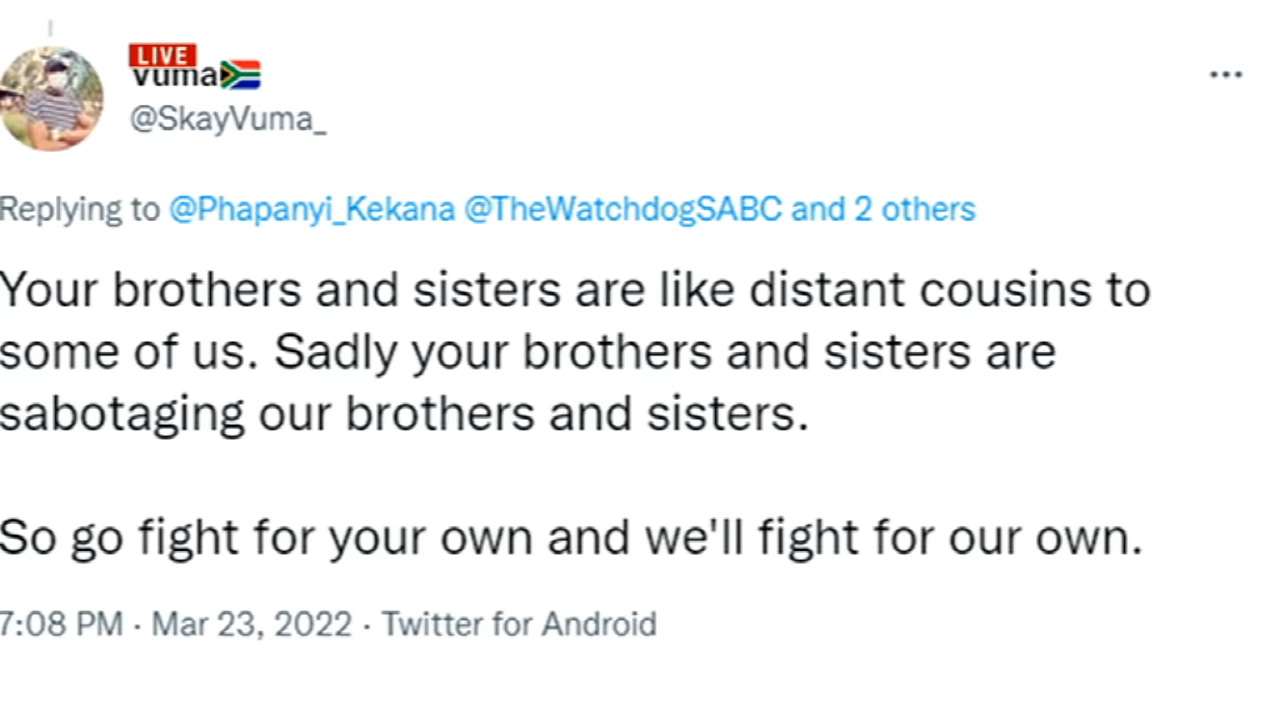 LIVE
vuma
@SkayVuma_
Replying to @Phapanyi_Kekana @TheWatchdogSABC and 2 others
Your brothers and sisters are like distant cousins to
some of us. Sadly your brothers and sisters are
sabotaging our brothers and sisters.
So go fight for your own and we'll fight for our own.
7:08 PM · Mar 23, 2022 · Twitter for Android